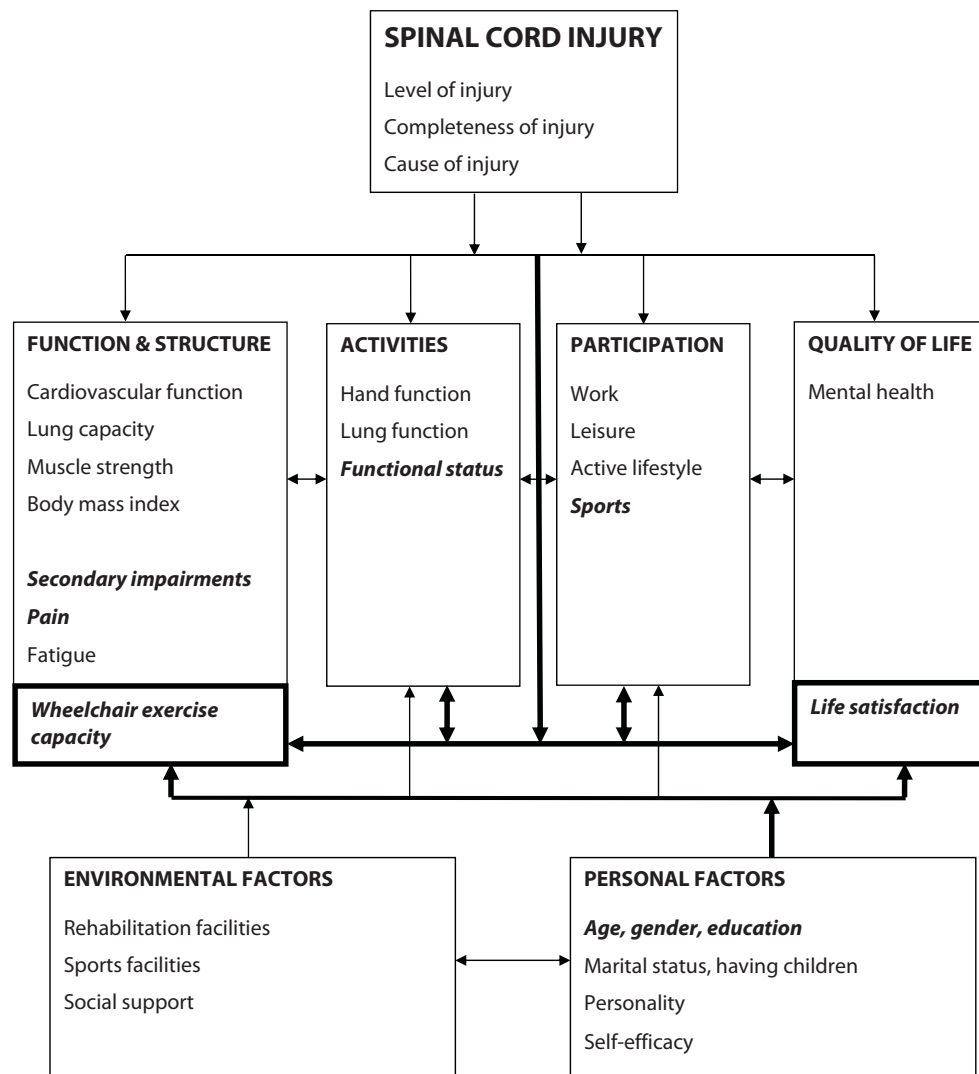 SPINAL CORD INJURY
Level of injury
Completeness of injury
Cause of injury
FUNCTION & STRUCTURE
Cardiovascular function
Lung capacity
Muscle strength
Body mass index
Secondary impairments
Pain
Fatigue
Wheelchair exercise
capacity
ACTIVITIES
Hand function
Lung function
Functional status
PARTICIPATION
Work
Leisure
Active lifestyle
Sports
QUALITY OF LIFE
Mental health
Life satisfaction
ENVIRONMENTAL FACTORS
Rehabilitation facilities
Sports facilities
Social support
PERSONAL FACTORS
Age, gender, education
Marital status, having children
Personality
Self-efficacy